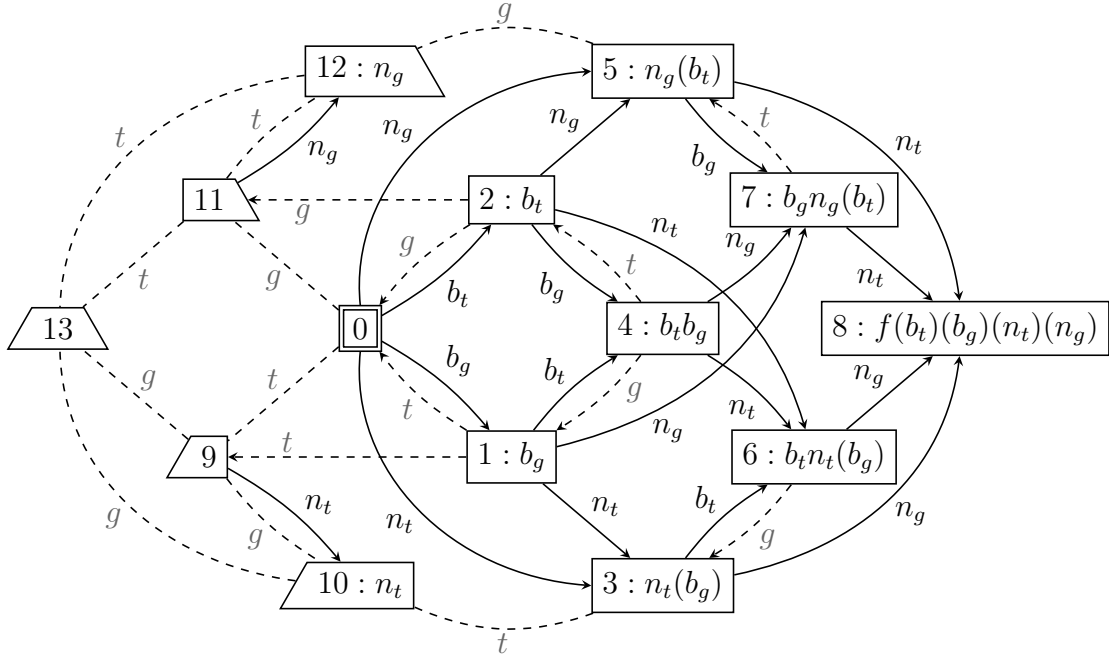 g
12 : n_g
5 : n_g(b_t)
t
t
n_g
n_g
n_t
t
b_g
n_g
11
2 : b_t
7 : b_g n_g(b_t)
g
n_t
g
n_g
t
g
t
n_t
b_t
b_g
13
0
4 : b_t b_g
8 : f(b_t)(b_g)(n_t)(n_g)
b_g
g
t
b_t
g
n_g
t
n_t
n_g
9
t
1 : b_g
6 : b_t n_t(b_g)
n_t
n_t
b_t
g
g
n_t
g
n_g
10 : n_t
3 : n_t(b_g)
t